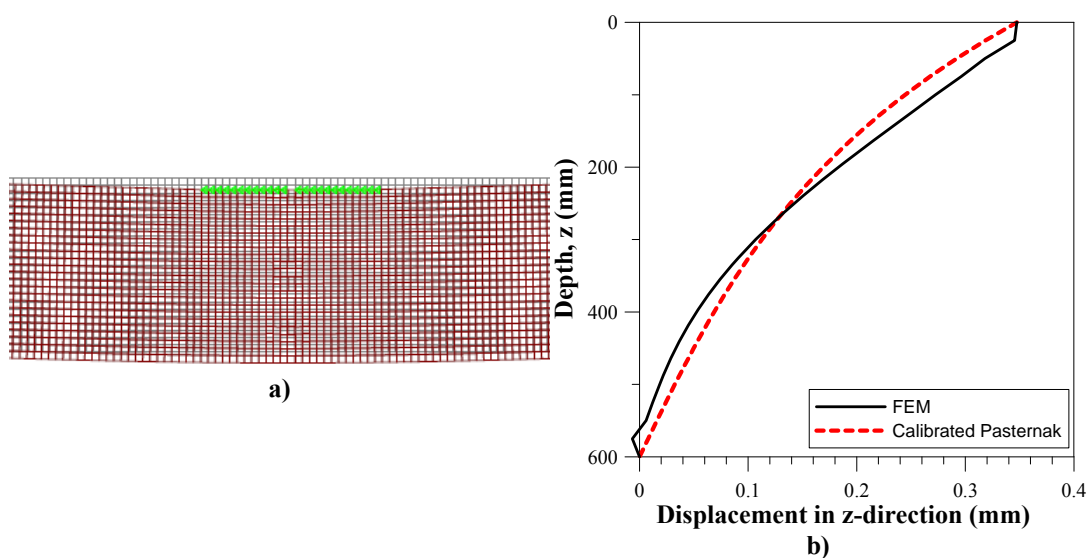 a)
0
200
400
600
Depth, z (mm)
FEM
Calibrated Pasternak
0
0.1
0.2
0.3
0.4
Displacement in z-direction (mm)
b)